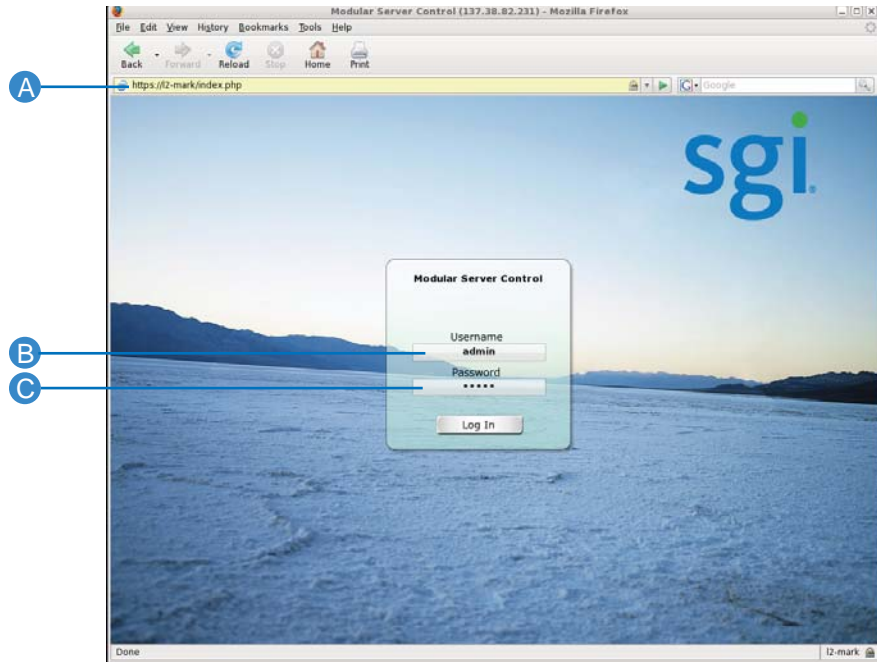 Modular Server Control (137.38.82.231) - Mozilla Firefox
File Edit View History Bookmarks Tools Help
Back Forward Reload Stop Home Print
A
https://l2-mark/index.php
G Google
sgi
Modular Server Control
Username
B
admin
Password
C
•••••
Log In
Done
l2-mark